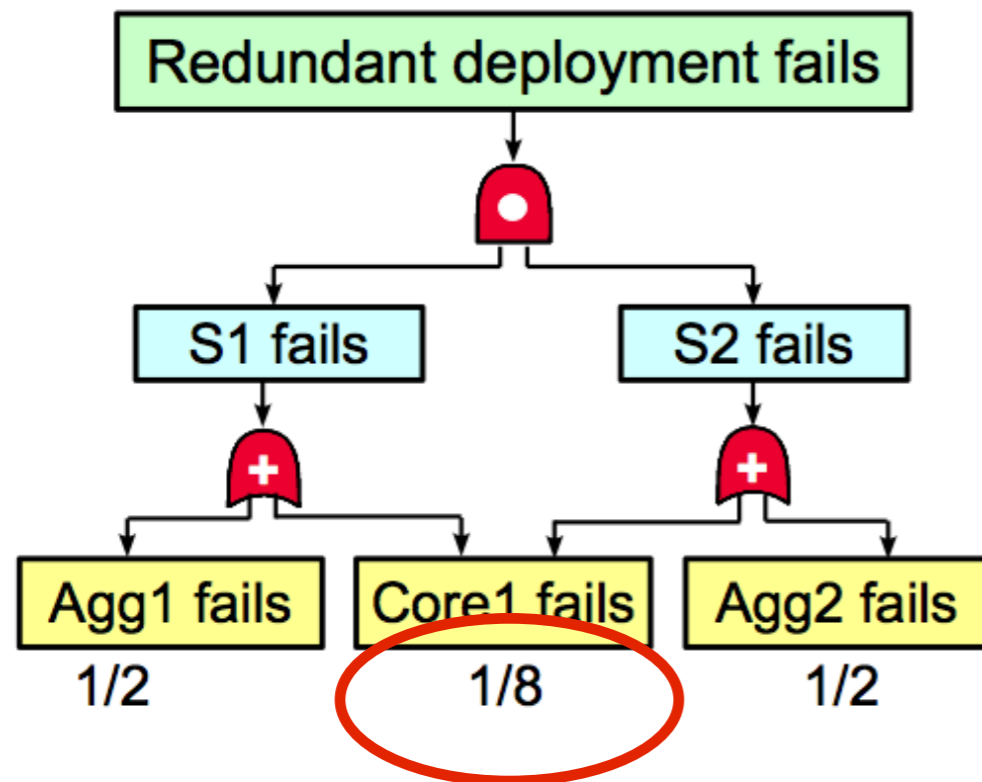 Redundant deployment fails
S1 fails
S2 fails
Agg1 fails
Core1 fails
Agg2 fails
1/2
1/8
1/2